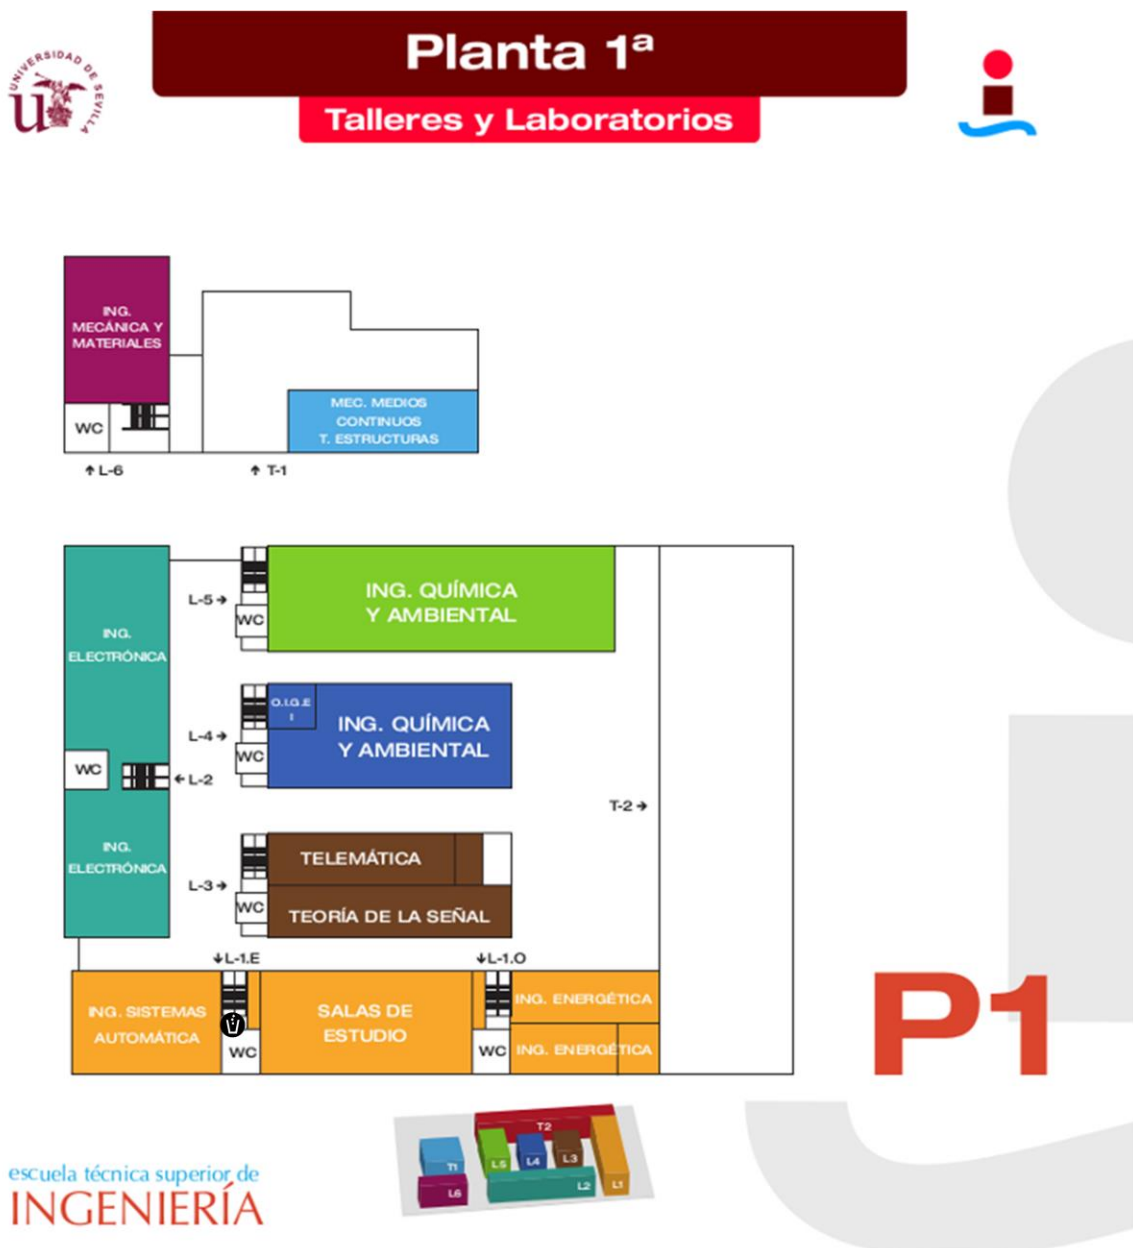 UNIVERSIDAD DE SEVILLA
Planta 1ª
Talleres y Laboratorios
ING.
MECÁNICA Y
MATERIALES
WC
MEC. MEDIOS
CONTINUOS
T. ESTRUCTURAS
↑ L-6
↑ T-1
ING.
ELECTRÓNICA
L-5 →
WC
ING. QUÍMICA
Y AMBIENTAL
O.I.G.E
I
L-4 →
WC
ING. QUÍMICA
Y AMBIENTAL
WC
← L-2
T-2 →
ING.
ELECTRÓNICA
L-3 →
WC
TELEMÁTICA
TEORÍA DE LA SEÑAL
↓L-1.E
↓L-1.O
ING. SISTEMAS
AUTOMÁTICA
WC
SALAS DE
ESTUDIO
WC
ING. ENERGÉTICA
ING. ENERGÉTICA
P1
T2
T1
L5
L4
L3
L6
L2
L1
escuela técnica superior de
INGENIERÍA